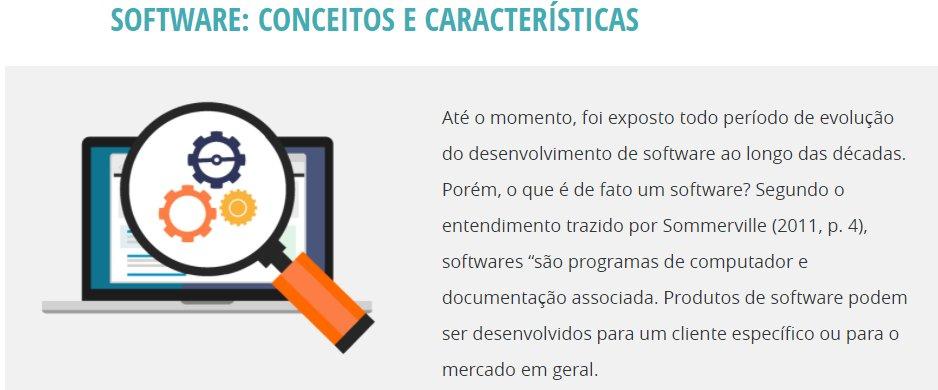 SOFTWARE: CONCEITOS E CARACTERÍSTICAS
Até o momento, foi exposto todo período de evolução
do desenvolvimento de software ao longo das décadas.
Porém, o que é de fato um software? Segundo o
entendimento trazido por Sommerville (2011, p. 4),
softwares “são programas de computador e
documentação associada. Produtos de software podem
ser desenvolvidos para um cliente específico ou para o
mercado em geral.